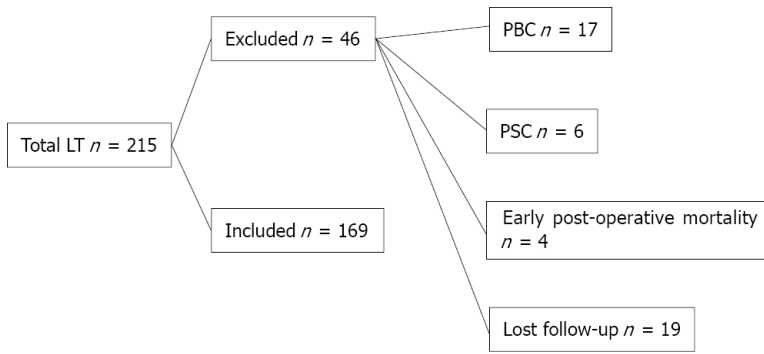 Excluded n = 46
PBC n = 17
Total LT n = 215
PSC n = 6
Included n = 169
Early post-operative mortality
n = 4
Lost follow-up n = 19